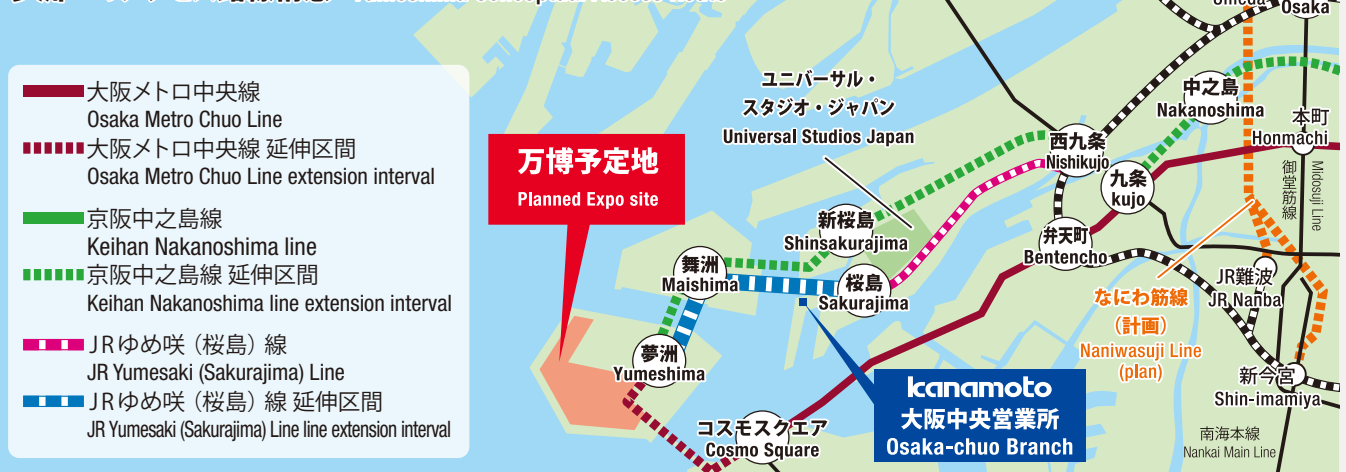 Yumeshima Conceptual Access Route
大阪メトロ中央線
Osaka Metro Chuo Line
大阪メトロ中央線 延伸区間
Osaka Metro Chuo Line extension interval
京阪中之島線
Keihan Nakanoshima line
京阪中之島線 延伸区間
Keihan Nakanoshima line extension interval
JRゆめ咲（桜島）線
JR Yumesaki (Sakurajima) Line
JRゆめ咲（桜島）線 延伸区間
JR Yumesaki (Sakurajima) Line line extension interval
万博予定地
Planned Expo site
ユニバーサル・
スタジオ・ジャパン
Universal Studios Japan
Umeda
Osaka
中之島
Nakanoshima
本町
Honmachi
西九条
Nishikujo
九条
kujo
御堂筋線
Midosuji Line
新桜島
Shinsakurajima
弁天町
Bentencho
舞洲
Maishima
桜島
Sakurajima
JR難波
JR Nanba
なにわ筋線
（計画）
Naniwasuji Line
(plan)
夢洲
Yumeshima
kanamoto
大阪中央営業所
Osaka-chuo Branch
新今宮
Shin-imamiya
コスモスクエア
Cosmo Square
南海本線
Nankai Main Line